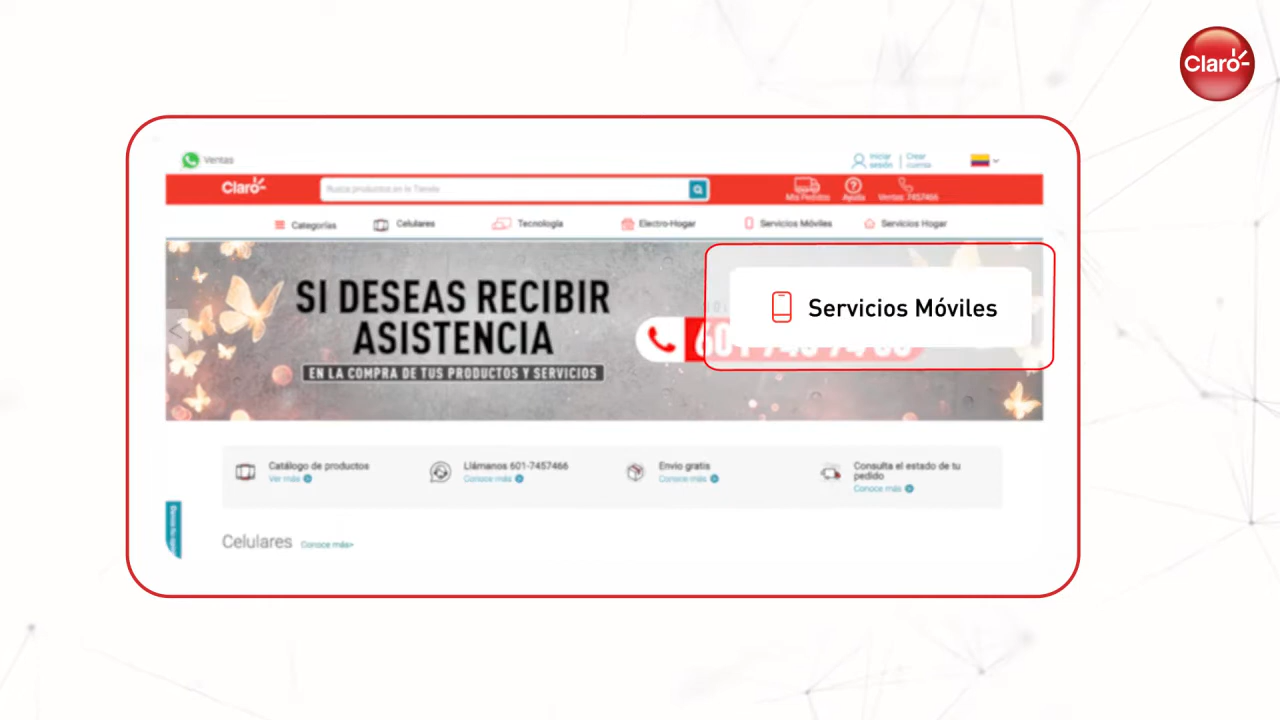 Claro
Ventas
Iniciar sesión
Crear cuenta
Claro
Busca productos en la Tienda
Mis Pedidos
Ayuda
Ventas: 7457466
Categorías
Celulares
Tecnología
Electro-Hogar
Servicios Móviles
Servicios Hogar
SI DESEAS RECIBIR
ASISTENCIA
EN LA COMPRA DE TUS PRODUCTOS Y SERVICIOS
Servicios Móviles
Catálogo de productos
Ver más
Llámanos 601-7457466
Conoce más
Envío gratis
Conoce más
Consulta el estado de tu
pedido
Conoce más
Celulares
Conoce más>